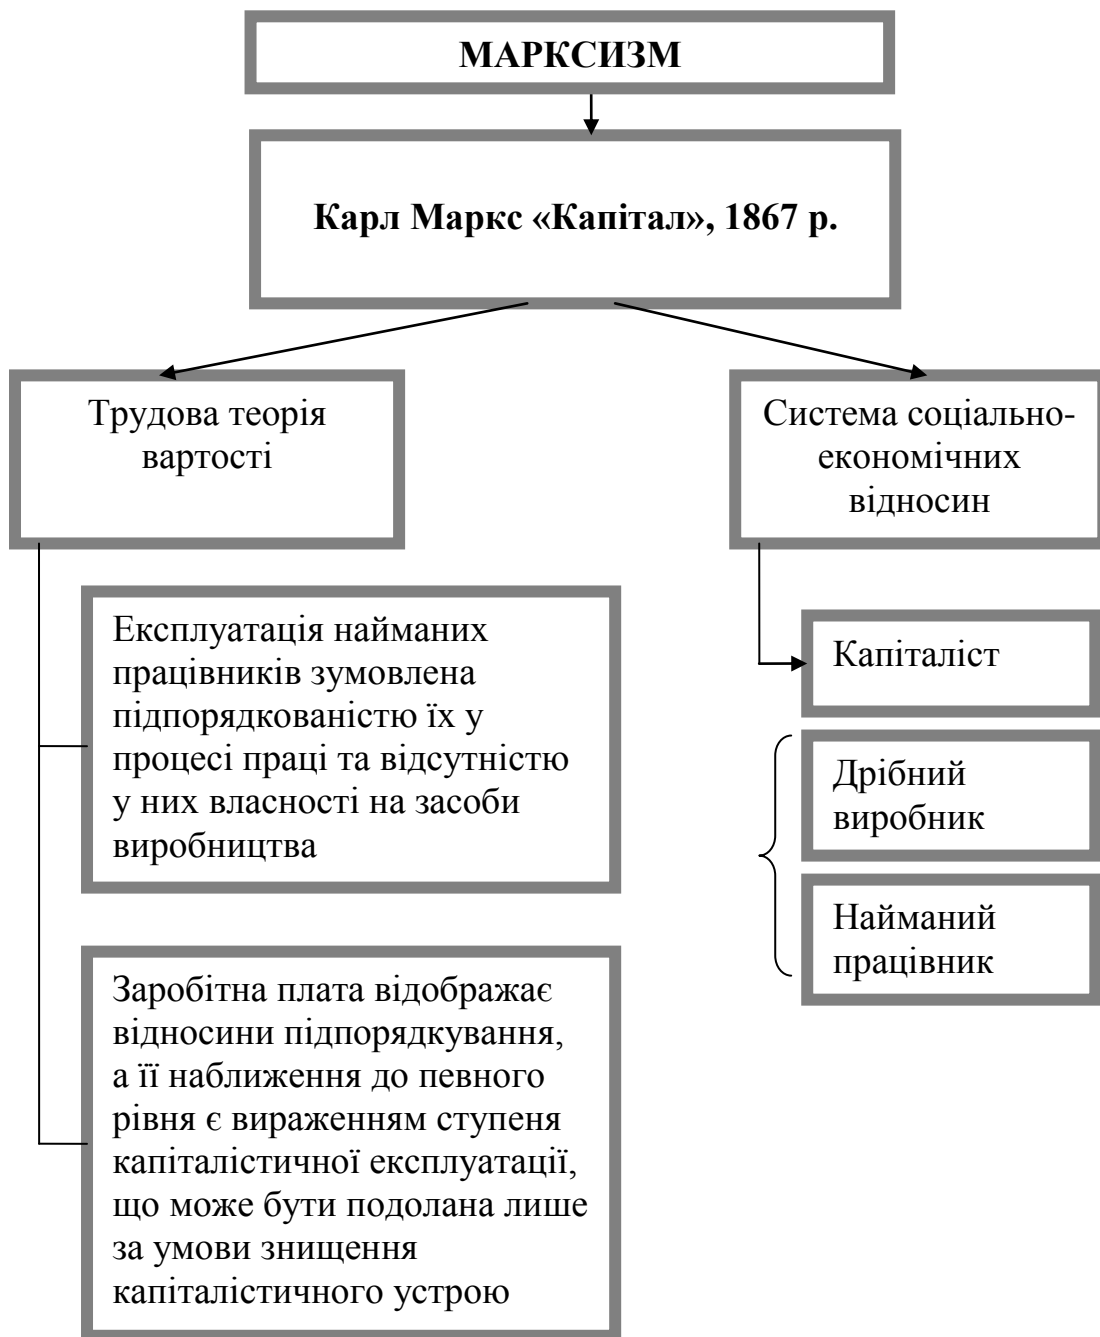 МАРКСИЗМ
Карл Маркс «Капітал», 1867 р.
Трудова теорія
вартості
Експлуатація найманих
працівників зумовлена
підпорядкованістю їх у
процесі праці та відсутністю
у них власності на засоби
виробництва
Заробітна плата відображає
відносини підпорядкування,
а її наближення до певного
рівня є вираженням ступеня
капіталістичної експлуатації,
що може бути подолана лише
за умови знищення
капіталістичного устрою
Система соціально-
економічних
відносин
Капіталіст
Дрібний
виробник
Найманий
працівник